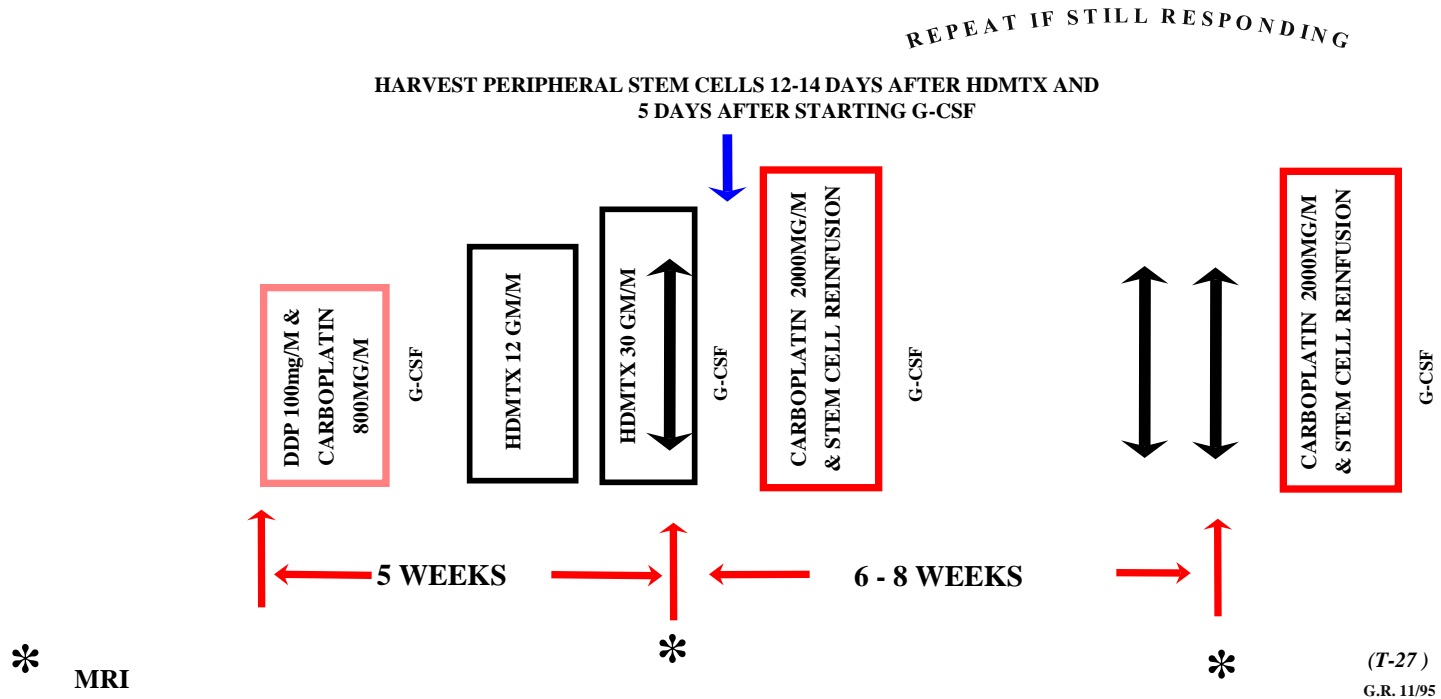 REPEAT IF STILL RESPONDING
HARVEST PERIPHERAL STEM CELLS 12-14 DAYS AFTER HDMTX AND
5 DAYS AFTER STARTING G-CSF
DDP 100mg/M &
CARBOPLATIN
800MG/M
G-CSF
HDMTX 12 GM/M
HDMTX 30 GM/M
G-CSF
CARBOPLATIN 2000MG/M
& STEM CELL REINFUSION
G-CSF
CARBOPLATIN 2000MG/M
& STEM CELL REINFUSION
G-CSF
5 WEEKS
6 - 8 WEEKS
*
*
* MRI
(T-27 )
G.R. 11/95